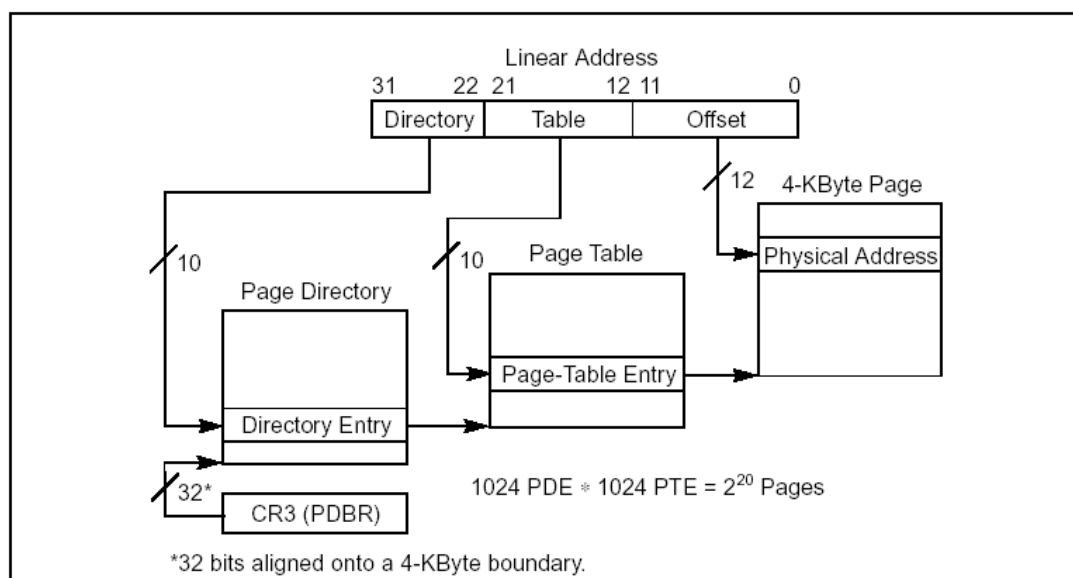 Linear Address
31 22 21 12 11 0
Directory Table Offset
12
4-KByte Page
Physical Address
10
10
Page Table
Page Directory
Page-Table Entry
Directory Entry
32*
1024 PDE * 1024 PTE = 2²⁰ Pages
CR3 (PDBR)
*32 bits aligned onto a 4-KByte boundary.